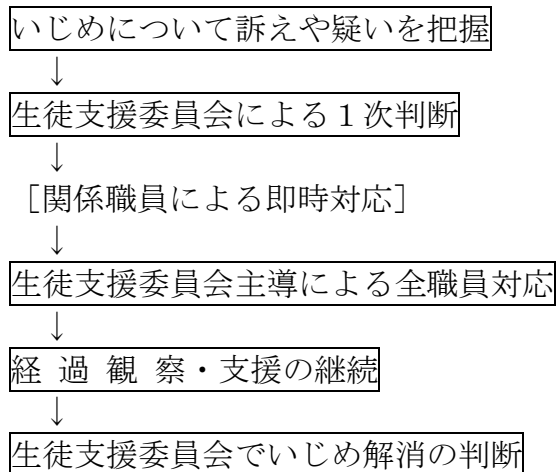 いじめについて訴えや疑いを把握
↓
生徒支援委員会による1次判断
↓
［関係職員による即時対応］
↓
生徒支援委員会主導による全職員対応
↓
経 過 観 察・支援の継続
↓
生徒支援委員会でいじめ解消の判断